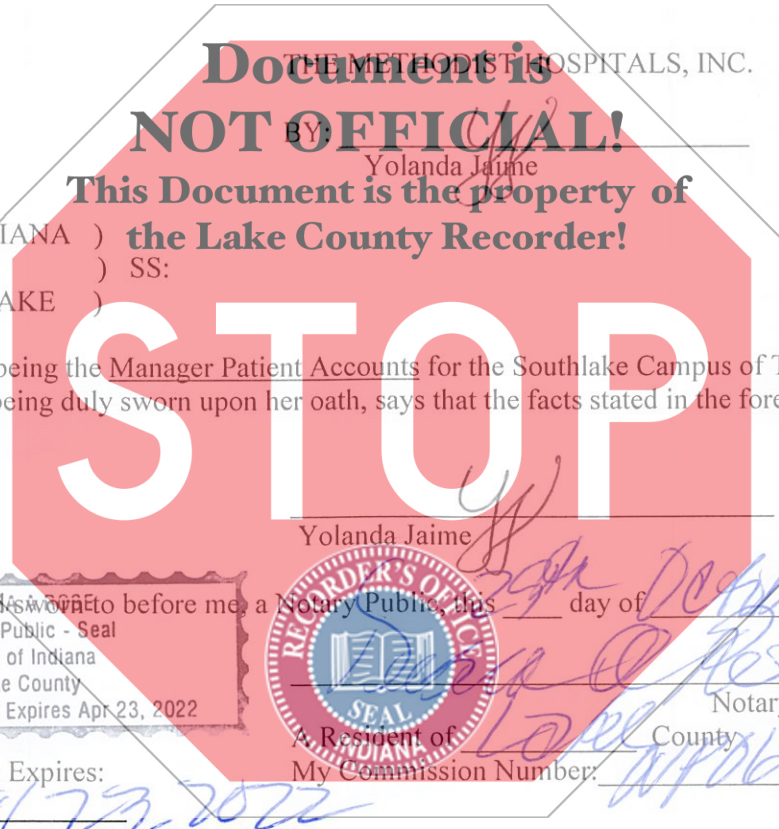 Document is
THE METHODIST HOSPITALS, INC.
NOT OFFICIAL!
BY:
Yolanda Jaime
This Document is the property of
IANA ) the Lake County Recorder!
) SS:
AKE )
STOP
being the Manager Patient Accounts for the Southlake Campus of T
being duly sworn upon her oath, says that the facts stated in the fore
Yolanda Jaime
RECORDER'S OFFICE
SEAL
INDIANA
sworn to before me, a Notary Public, this 29th day of
Public - Seal
of Indiana
e County
Expires Apr 23, 2022
Notar
A Resident of Lake County
Expires:
My Commission Number:
23, 2022